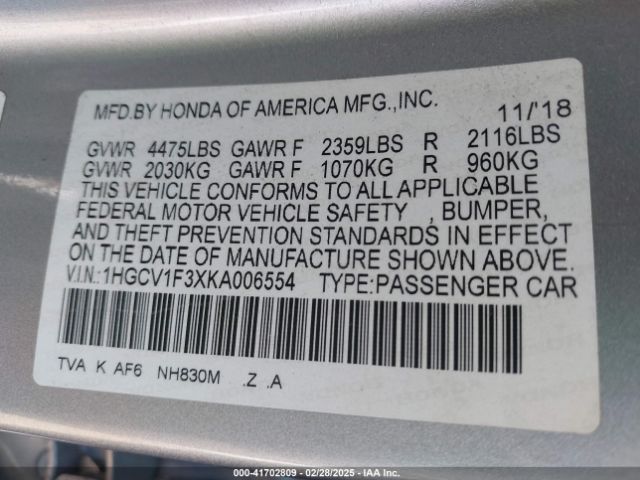 MFD.BY HONDA OF AMERICA MFG.,INC. 11/'18
GVWR 4475LBS GAWR F 2359LBS R 2116LBS
GVWR 2030KG GAWR F 1070KG R 960KG
THIS VEHICLE CONFORMS TO ALL APPLICABLE
FEDERAL MOTOR VEHICLE SAFETY , BUMPER,
AND THEFT PREVENTION STANDARDS IN EFFECT
ON THE DATE OF MANUFACTURE SHOWN ABOVE.
V.I.N.:1HGCV1F3XKA006554 TYPE:PASSENGER CAR
TVA K AF6 NH830M .Z .A
000-41702809 | 02/28/2025 - IAAI.COM